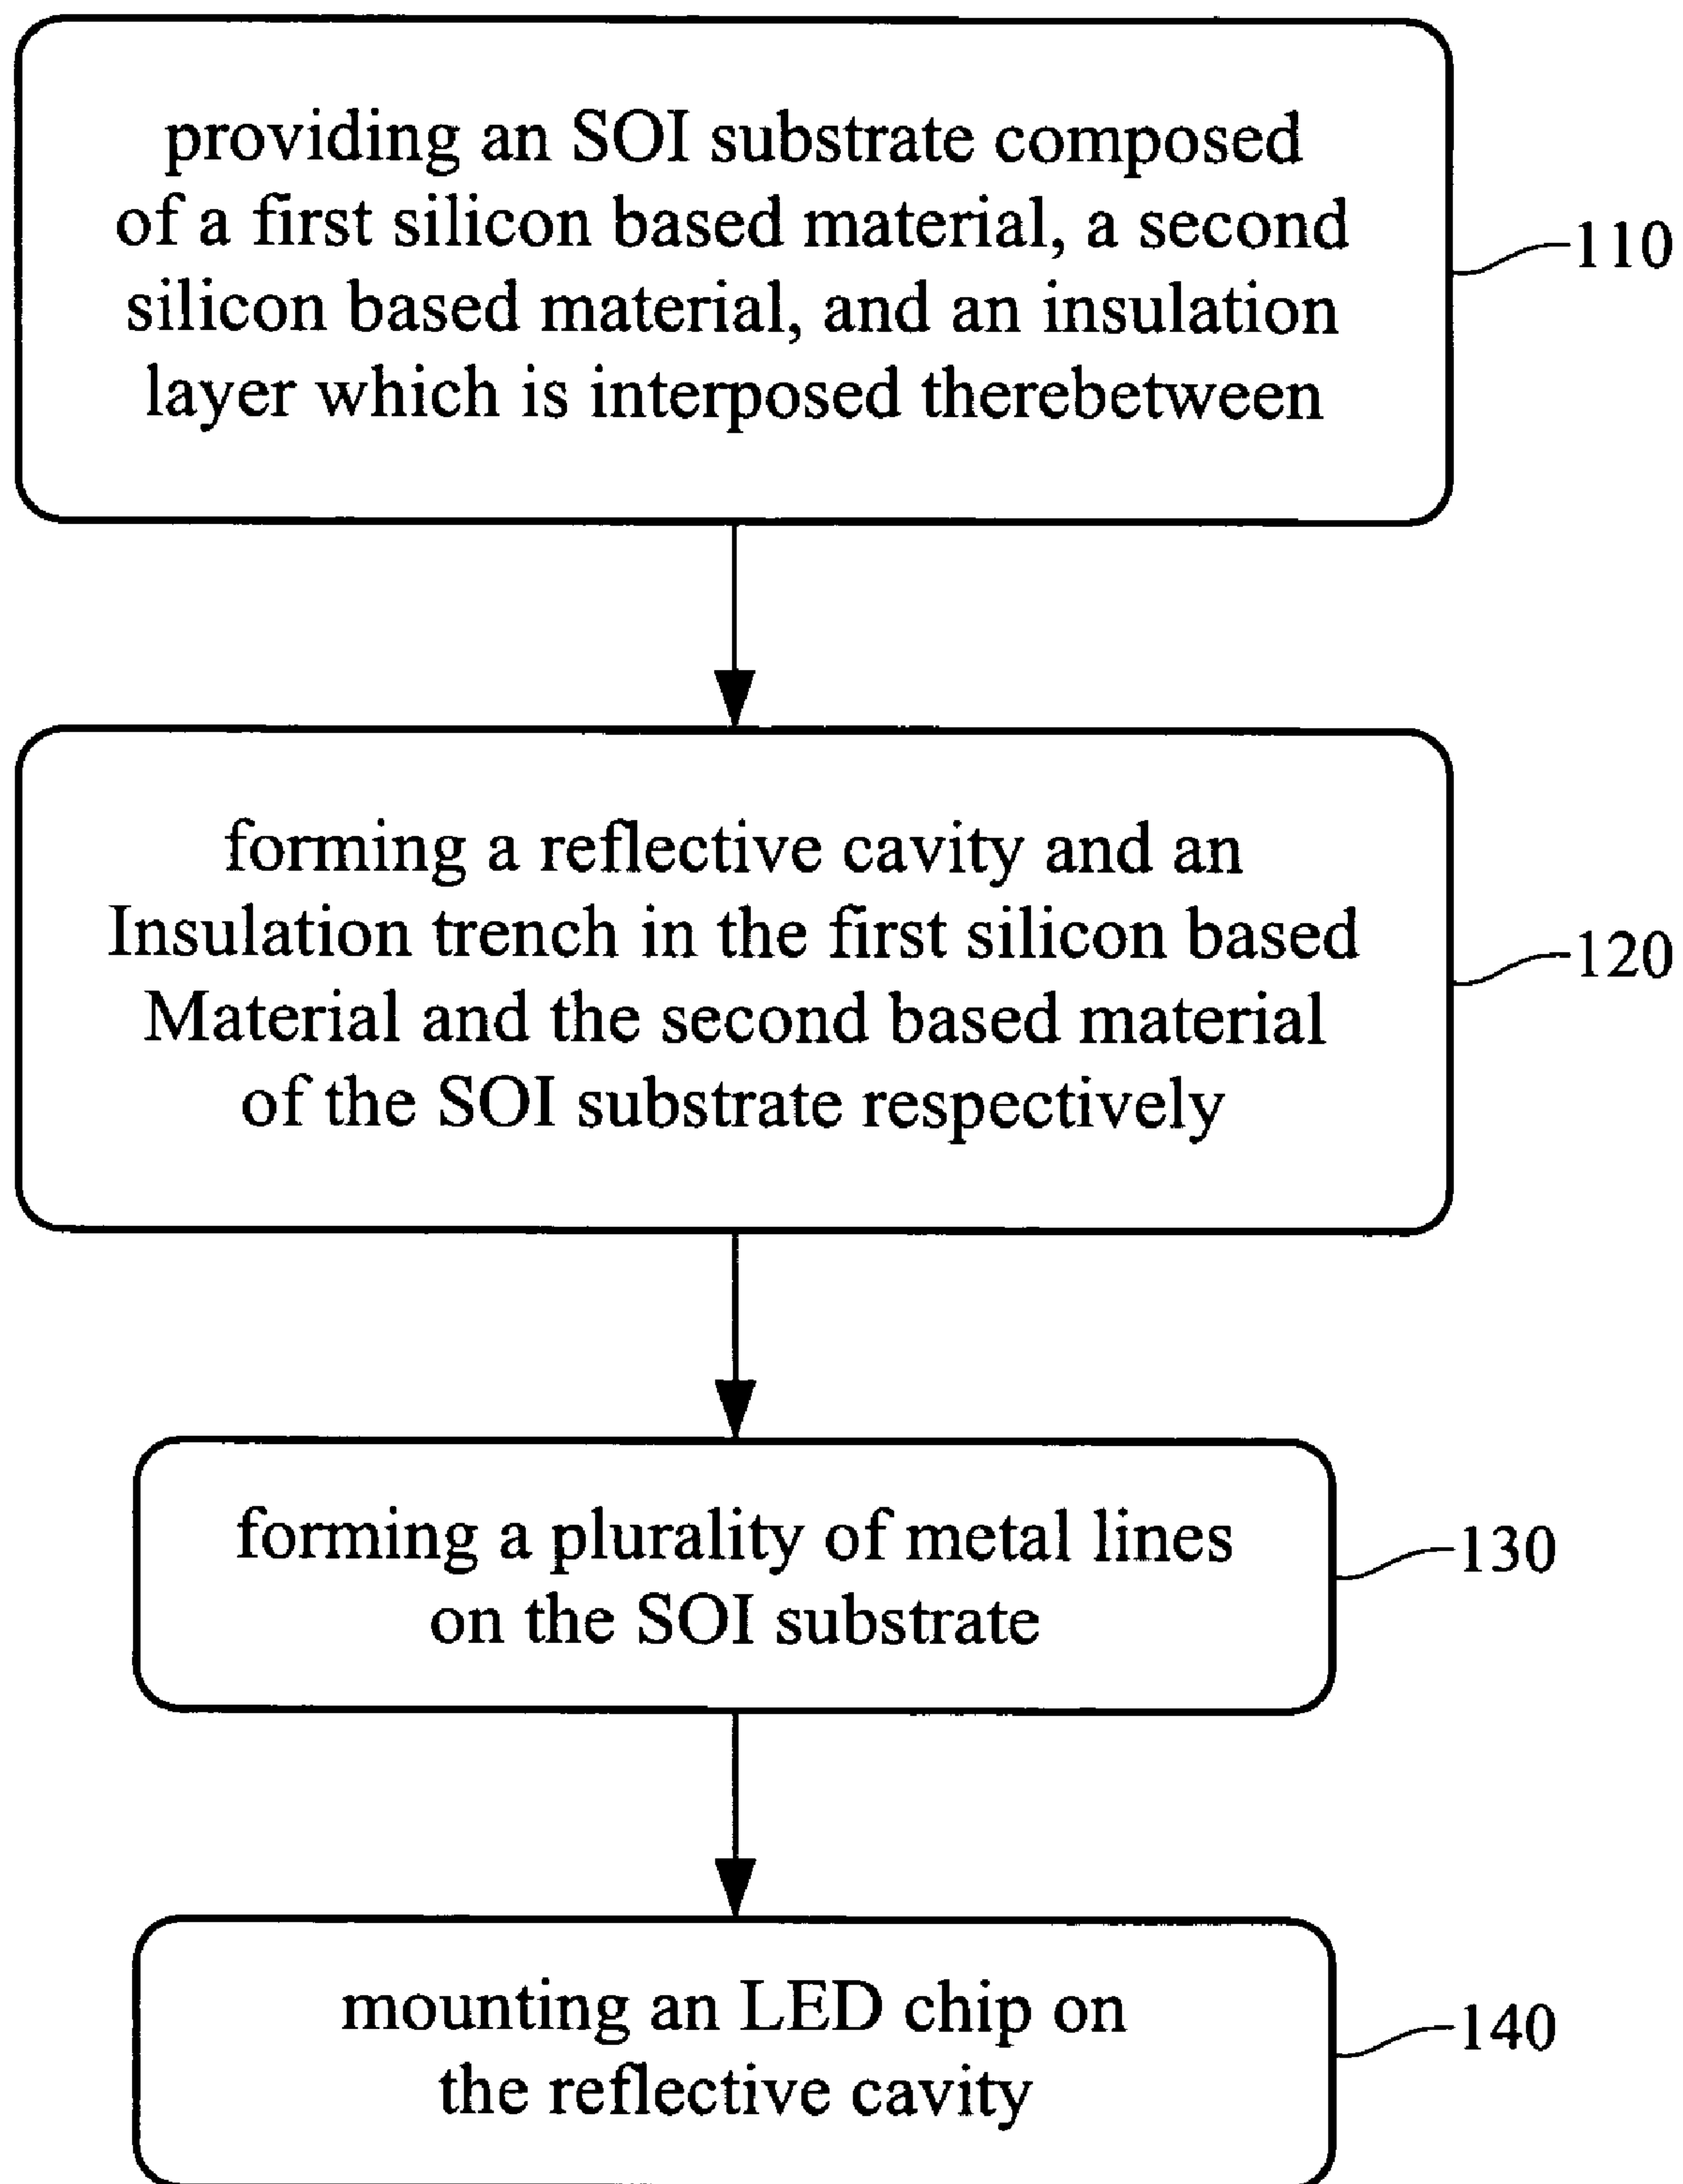 providing an SOI substrate composed
of a first silicon based material, a second
silicon based material, and an insulation
layer which is interposed therebetween
110
forming a reflective cavity and an
Insulation trench in the first silicon based
Material and the second based material
of the SOI substrate respectively
120
forming a plurality of metal lines
on the SOI substrate
130
mounting an LED chip on
the reflective cavity
140